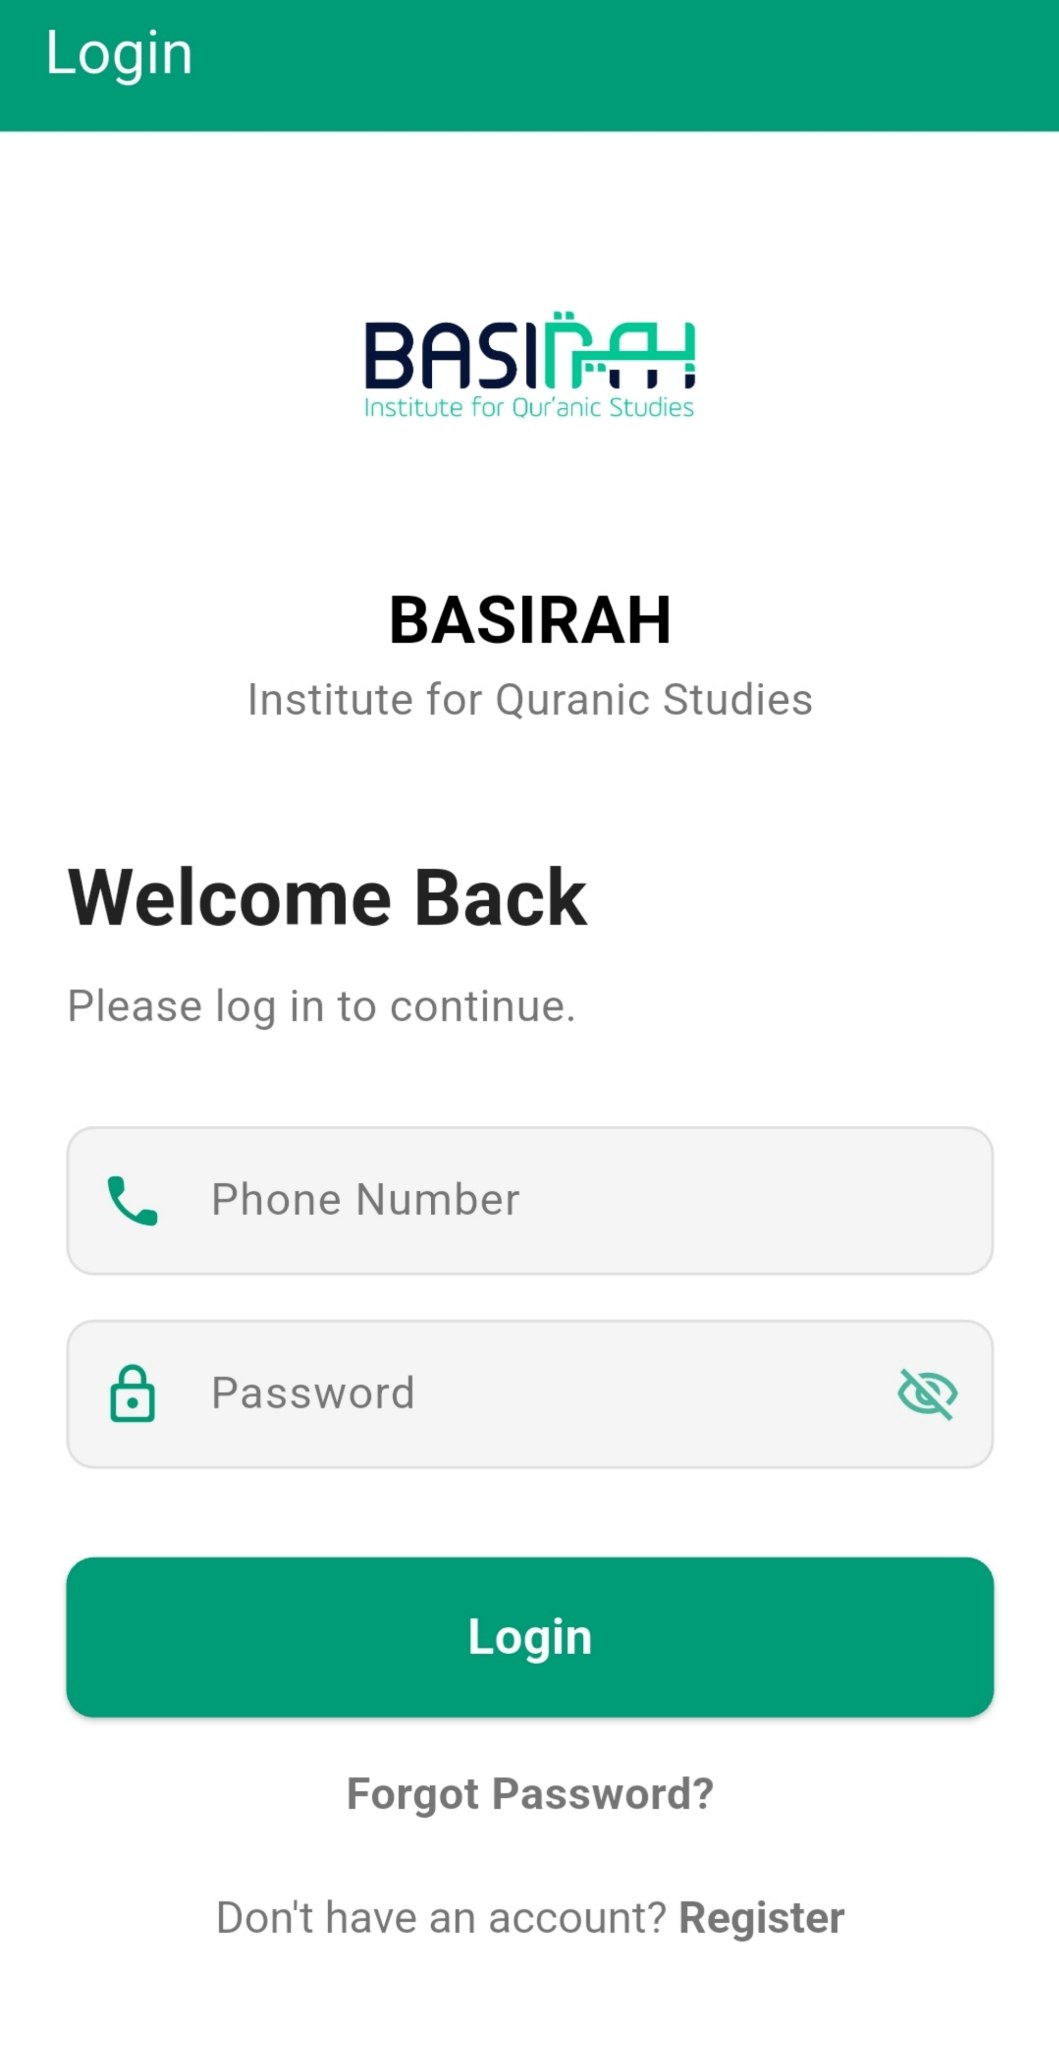 Login
BASIRAH
Institute for Qur'anic Studies
BASIRAH
Institute for Quranic Studies
Welcome Back
Please log in to continue.
Phone Number
Password
Login
Forgot Password?
Don't have an account? Register